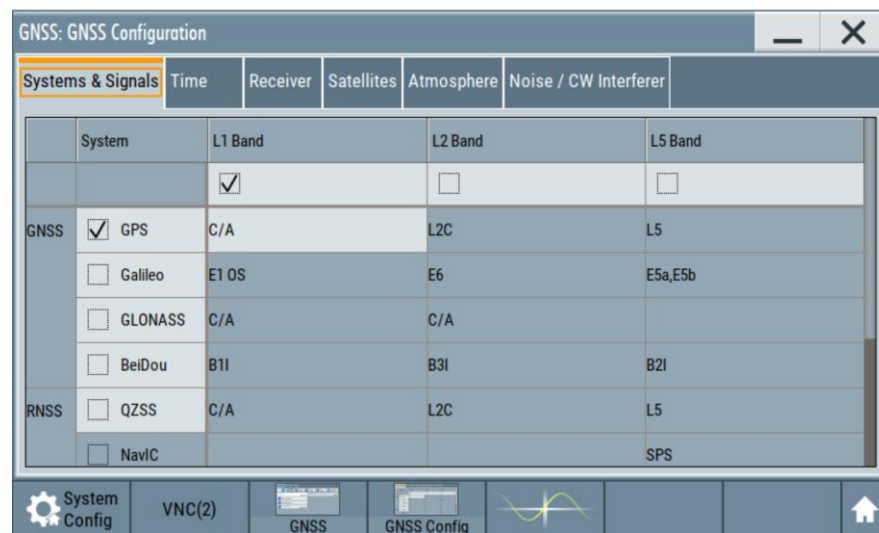 GNSS: GNSS Configuration
Systems & Signals Time Receiver Satellites Atmosphere Noise / CW Interferer
System L1 Band L2 Band L5 Band
GNSS GPS C/A L2C L5
Galileo E1 OS E6 E5a,E5b
GLONASS C/A C/A
BeiDou B1I B3I B2I
RNSS QZSS C/A L2C L5
NavIC SPS
System Config VNC(2) GNSS GNSS Config